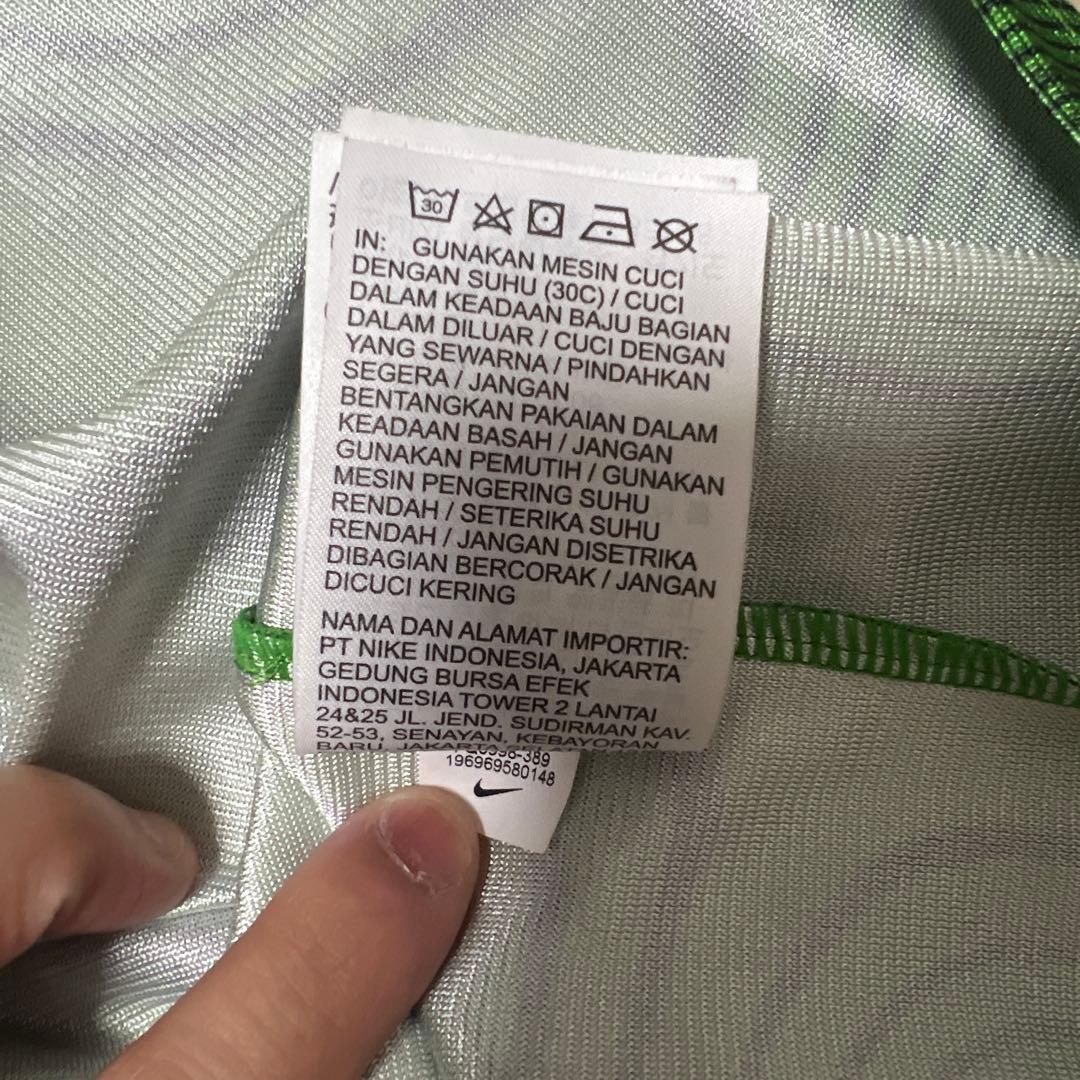 30
IN: GUNAKAN MESIN CUCI
DENGAN SUHU (30C) / CUCI
DALAM KEADAAN BAJU BAGIAN
DALAM DILUAR / CUCI DENGAN
YANG SEWARNA / PINDAHKAN
SEGERA / JANGAN
BENTANGKAN PAKAIAN DALAM
KEADAAN BASAH / JANGAN
GUNAKAN PEMUTIH / GUNAKAN
MESIN PENGERING SUHU
RENDAH / SETERIKA SUHU
RENDAH / JANGAN DISETRIKA
DIBAGIAN BERCORAK / JANGAN
DICUCI KERING
NAMA DAN ALAMAT IMPORTIR:
PT NIKE INDONESIA, JAKARTA
GEDUNG BURSA EFEK
INDONESIA TOWER 2 LANTAI
24&25 JL. JEND. SUDIRMAN KAV.
52-53, SENAYAN, KEBAYORAN
BARU, JAKARTA
196969580148